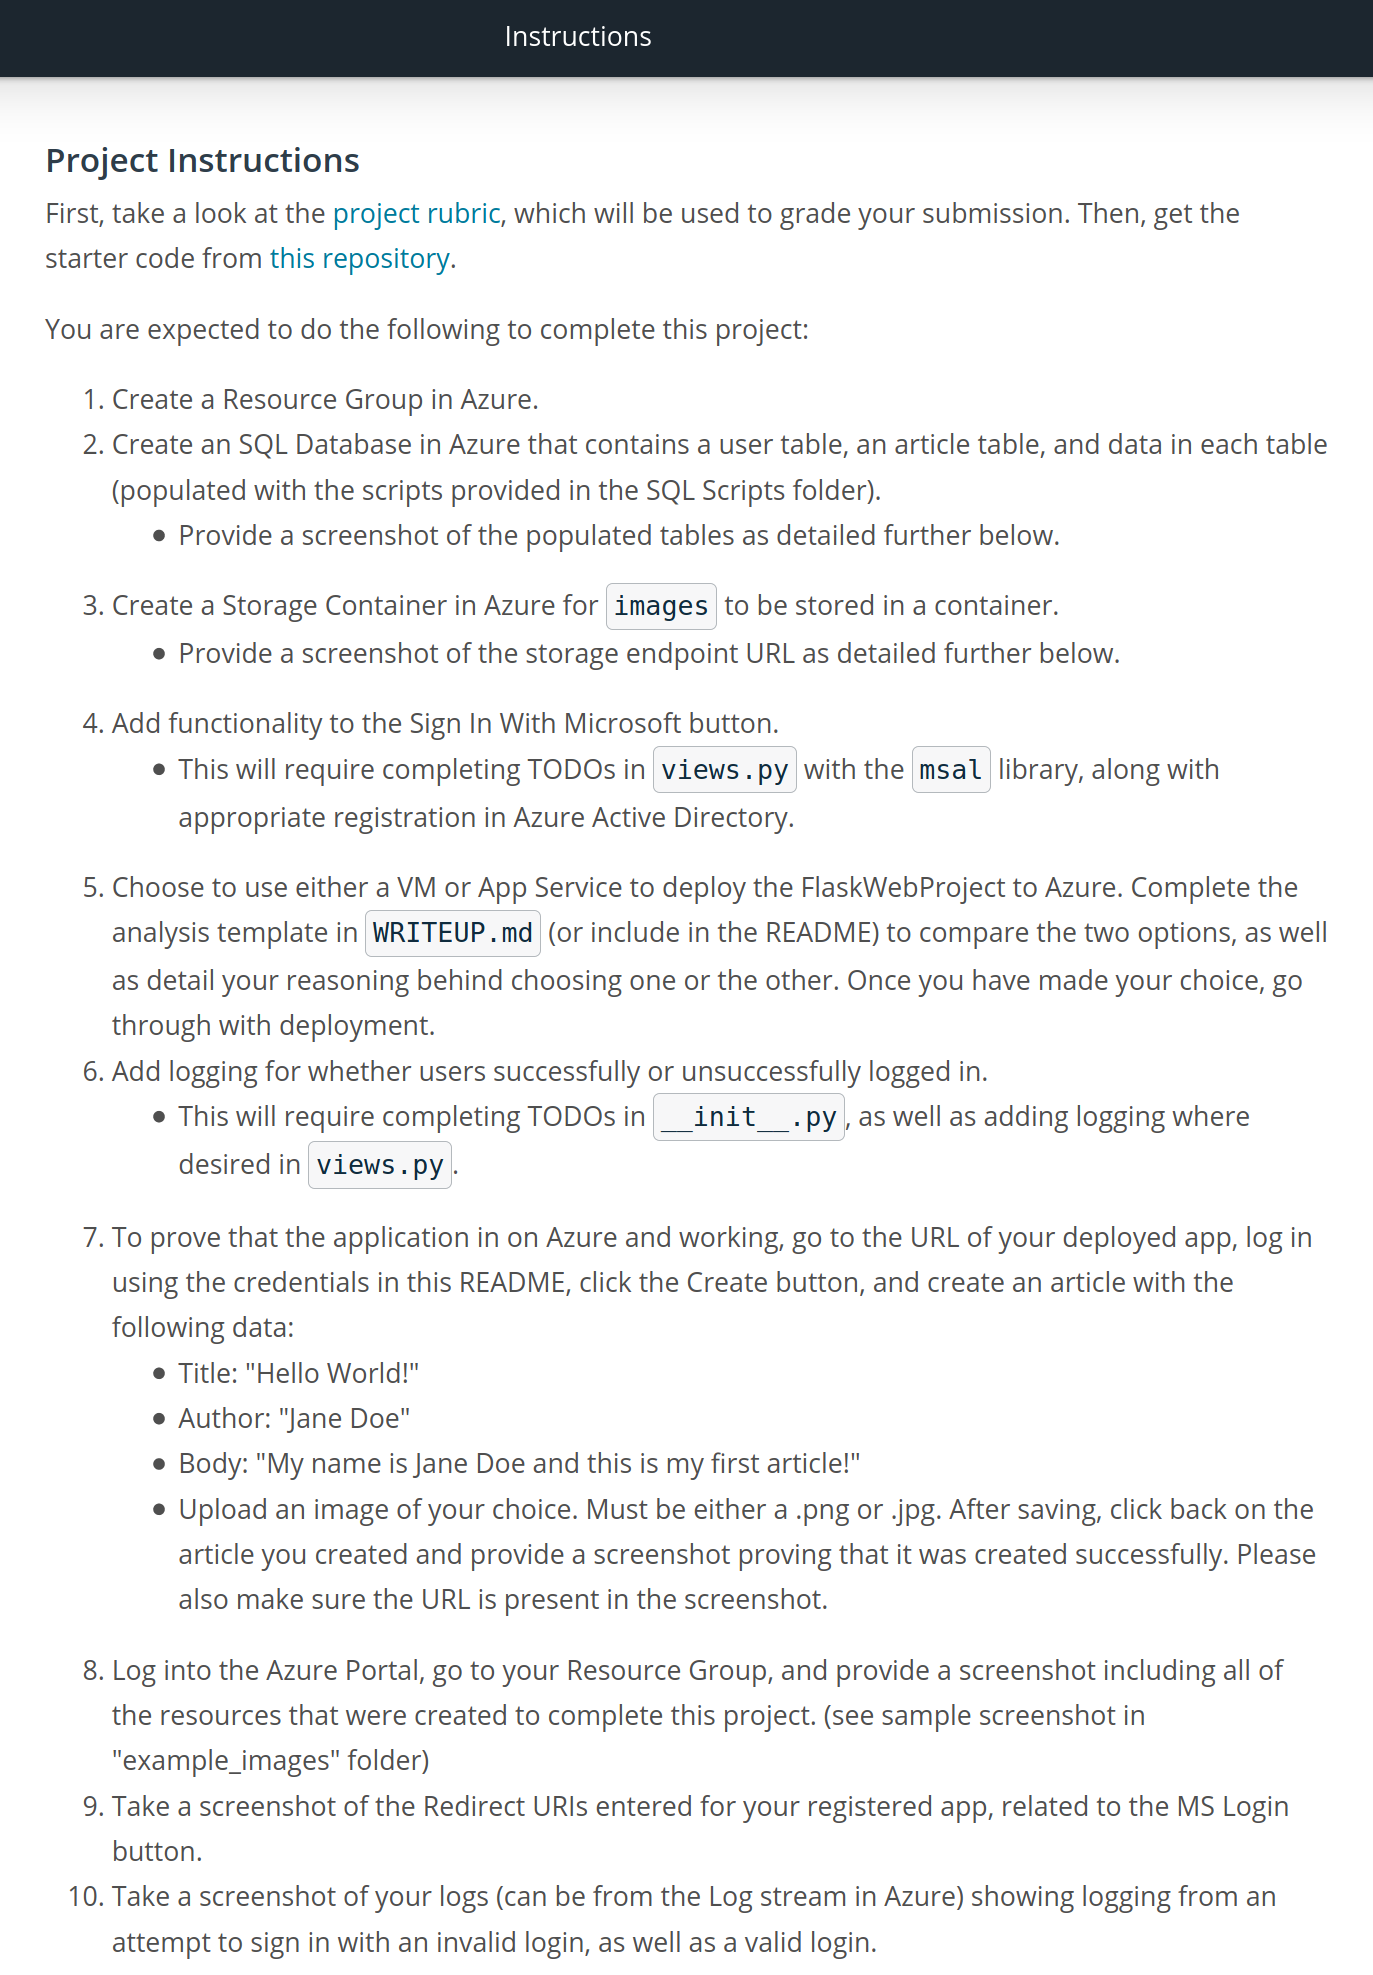 Instructions
Project Instructions
First, take a look at the project rubric, which will be used to grade your submission. Then, get the
starter code from this repository.
You are expected to do the following to complete this project:
1. Create a Resource Group in Azure.
2. Create an SQL Database in Azure that contains a user table, an article table, and data in each table
(populated with the scripts provided in the SQL Scripts folder).
• Provide a screenshot of the populated tables as detailed further below.
3. Create a Storage Container in Azure for images to be stored in a container.
• Provide a screenshot of the storage endpoint URL as detailed further below.
4. Add functionality to the Sign In With Microsoft button.
• This will require completing TODOs in views.py with the msal library, along with
appropriate registration in Azure Active Directory.
5. Choose to use either a VM or App Service to deploy the FlaskWebProject to Azure. Complete the
analysis template in WRITEUP.md (or include in the README) to compare the two options, as well
as detail your reasoning behind choosing one or the other. Once you have made your choice, go
through with deployment.
6. Add logging for whether users successfully or unsuccessfully logged in.
• This will require completing TODOs in __init__.py, as well as adding logging where
desired in views.py.
7. To prove that the application in on Azure and working, go to the URL of your deployed app, log in
using the credentials in this README, click the Create button, and create an article with the
following data:
• Title: "Hello World!"
• Author: "Jane Doe"
• Body: "My name is Jane Doe and this is my first article!"
• Upload an image of your choice. Must be either a .png or .jpg. After saving, click back on the
article you created and provide a screenshot proving that it was created successfully. Please
also make sure the URL is present in the screenshot.
8. Log into the Azure Portal, go to your Resource Group, and provide a screenshot including all of
the resources that were created to complete this project. (see sample screenshot in
"example_images" folder)
9. Take a screenshot of the Redirect URIs entered for your registered app, related to the MS Login
button.
10. Take a screenshot of your logs (can be from the Log stream in Azure) showing logging from an
attempt to sign in with an invalid login, as well as a valid login.